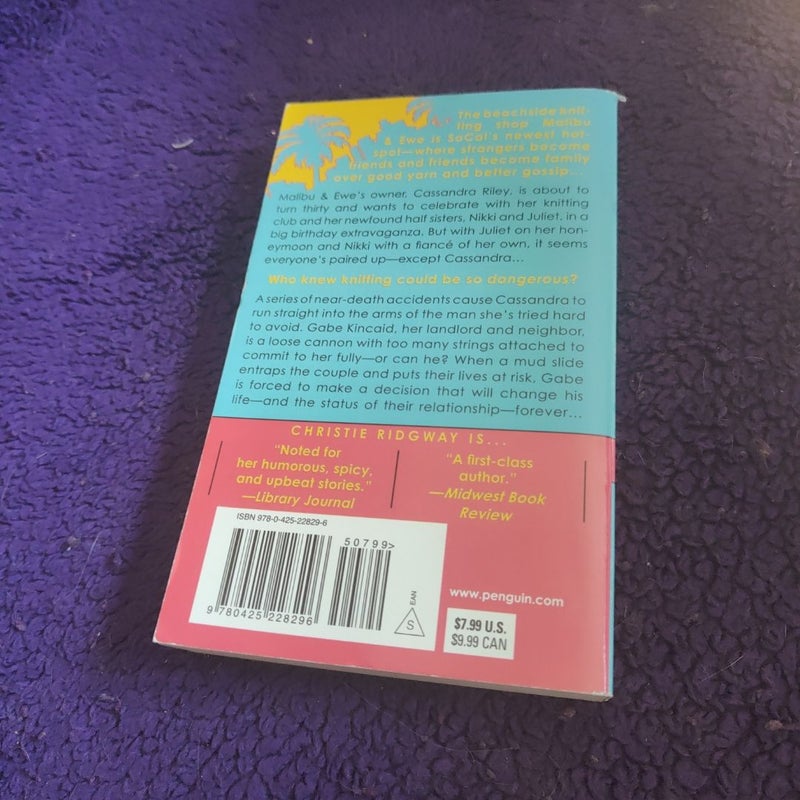 The beachside knit-
ting shop Malibu
& Ewe is SoCal's newest hot-
spot—where strangers become
friends and friends become family
over good yarn and better gossip...
Malibu & Ewe's owner, Cassandra Riley, is about to
turn thirty and wants to celebrate with her knitting
club and her newfound half sisters, Nikki and Juliet, in a
big birthday extravaganza. But with Juliet on her hon-
eymoon and Nikki with a fiancé of her own, it seems
everyone's paired up—except Cassandra...
Who knew knitting could be so dangerous?
A series of near-death accidents cause Cassandra to
run straight into the arms of the man she's tried hard
to avoid. Gabe Kincaid, her landlord and neighbor,
is a loose cannon with too many strings attached to
commit to her fully—or can he? When a mud slide
entraps the couple and puts their lives at risk, Gabe
is forced to make a decision that will change his
life—and the status of their relationship—forever...
CHRISTIE RIDGWAY IS...
"Noted for
her humorous, spicy,
and upbeat stories."
—Library Journal
"A first-class
author."
—Midwest Book
Review
ISBN 978-0-425-22829-6
50799>
9 780425 228296
EAN
S
www.penguin.com
$7.99 U.S.
$9.99 CAN